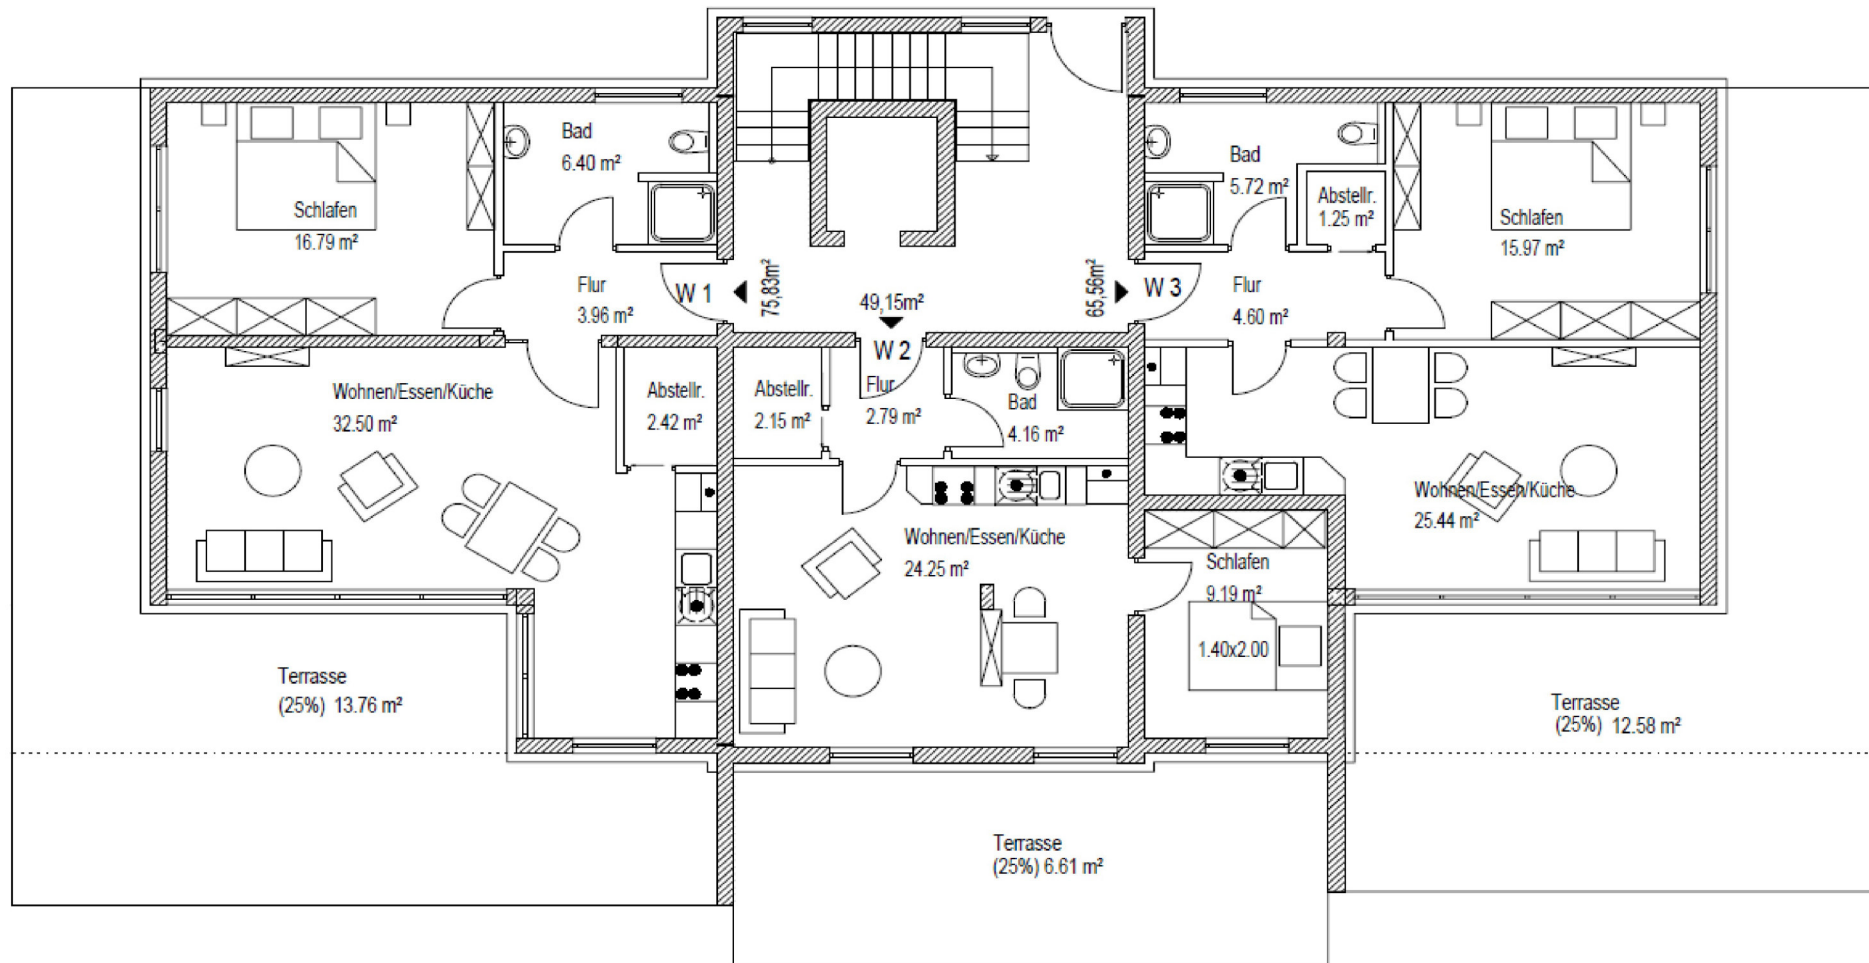 Bad
6.40 m²
Schlafen
16.79 m²
Flur
3.96 m²
W 1
75,83m²
49,15m²
W 2
65,56m²
W 3
Bad
5.72 m²
Abstellr.
1.25 m²
Schlafen
15.97 m²
Flur
4.60 m²
Wohnen/Essen/Küche
32.50 m²
Abstellr.
2.42 m²
Abstellr.
2.15 m²
Flur
2.79 m²
Bad
4.16 m²
Wohnen/Essen/Küche
24.25 m²
Schlafen
9.19 m²
1.40x2.00
Wohnen/Essen/Küche
25.44 m²
Terrasse
(25%) 13.76 m²
Terrasse
(25%) 6.61 m²
Terrasse
(25%) 12.58 m²